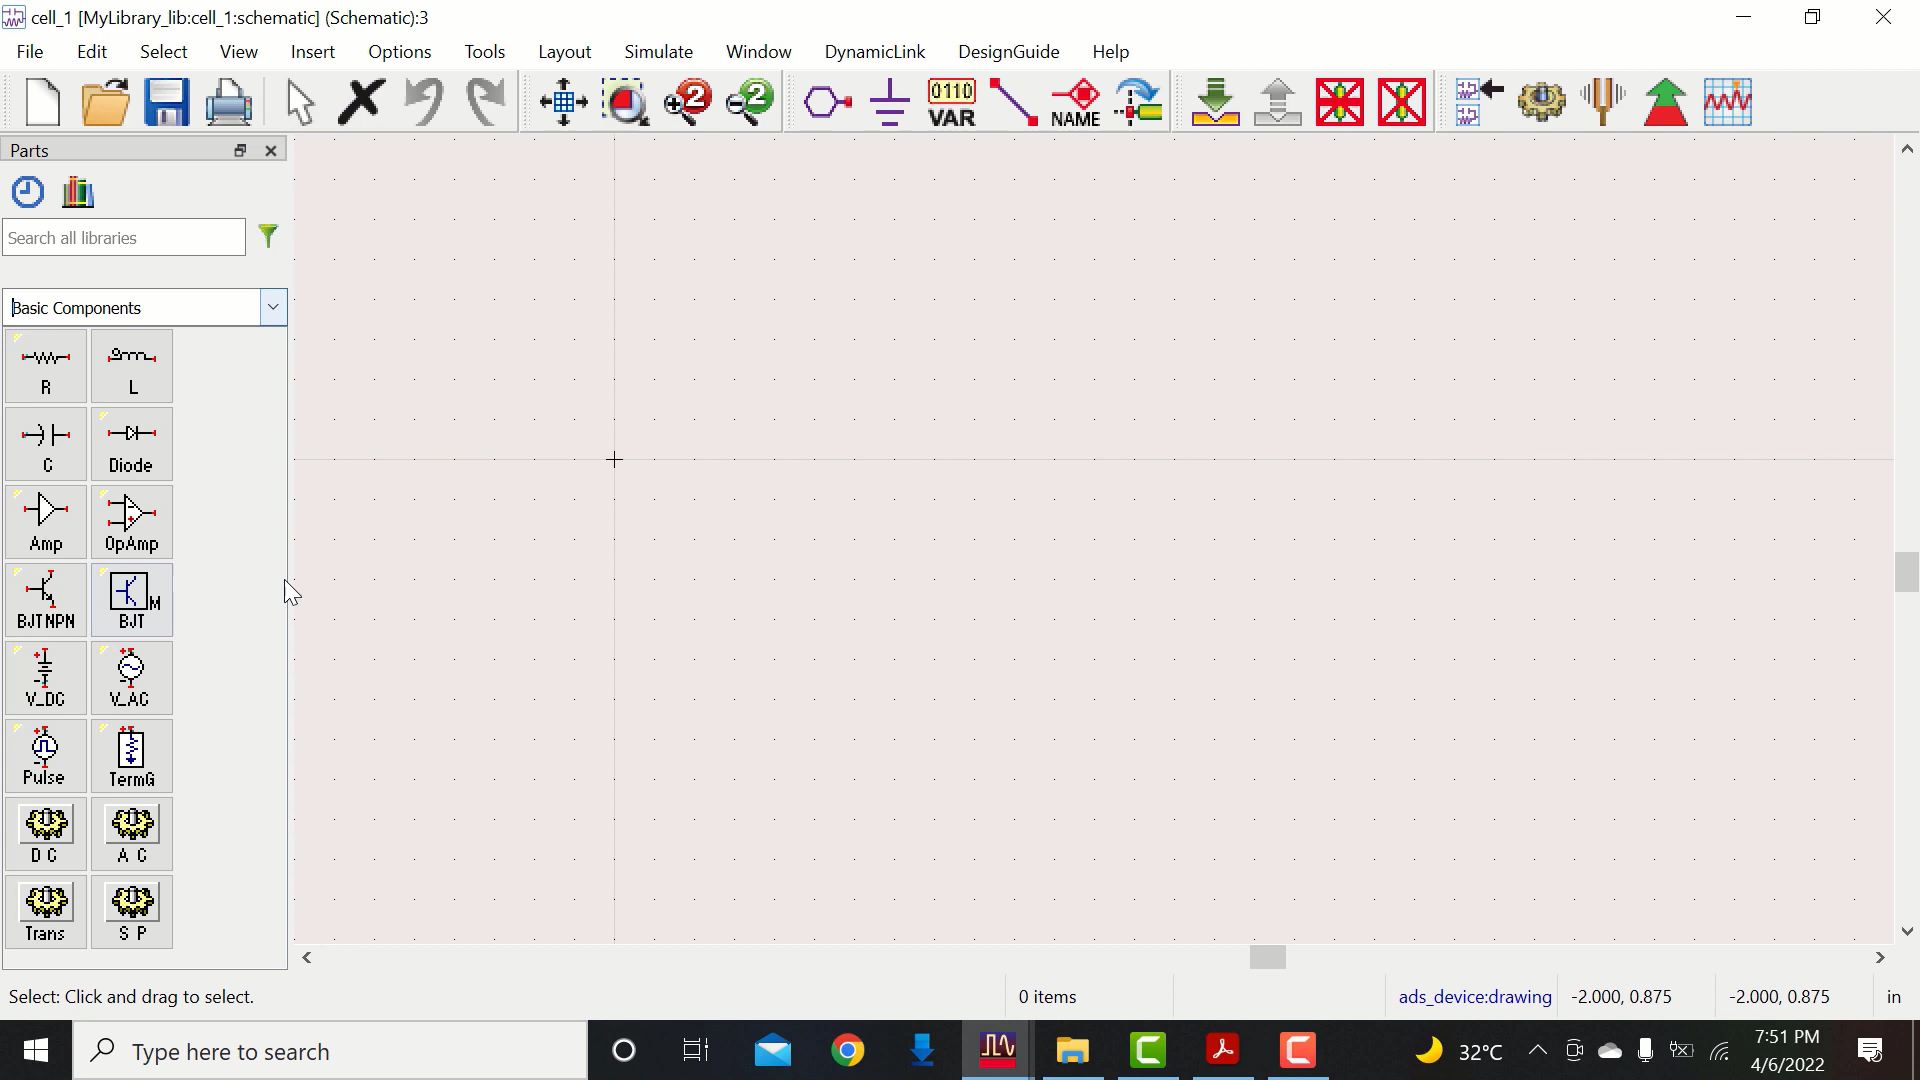 cell_1 [MyLibrary_lib:cell_1:schematic] (Schematic):3
File Edit Select View Insert Options Tools Layout Simulate Window DynamicLink DesignGuide Help
2 2 0110 VAR NAME
Parts
Search all libraries
Basic Components
R L
C Diode
Amp OpAmp
BJTNPN BJT M
V_DC V_AC
Pulse TermG
DC AC
Trans SP
Select: Click and drag to select. 0 items ads_device:drawing -2.000, 0.875 -2.000, 0.875 in
Type here to search 32°C 7:51 PM
4/6/2022